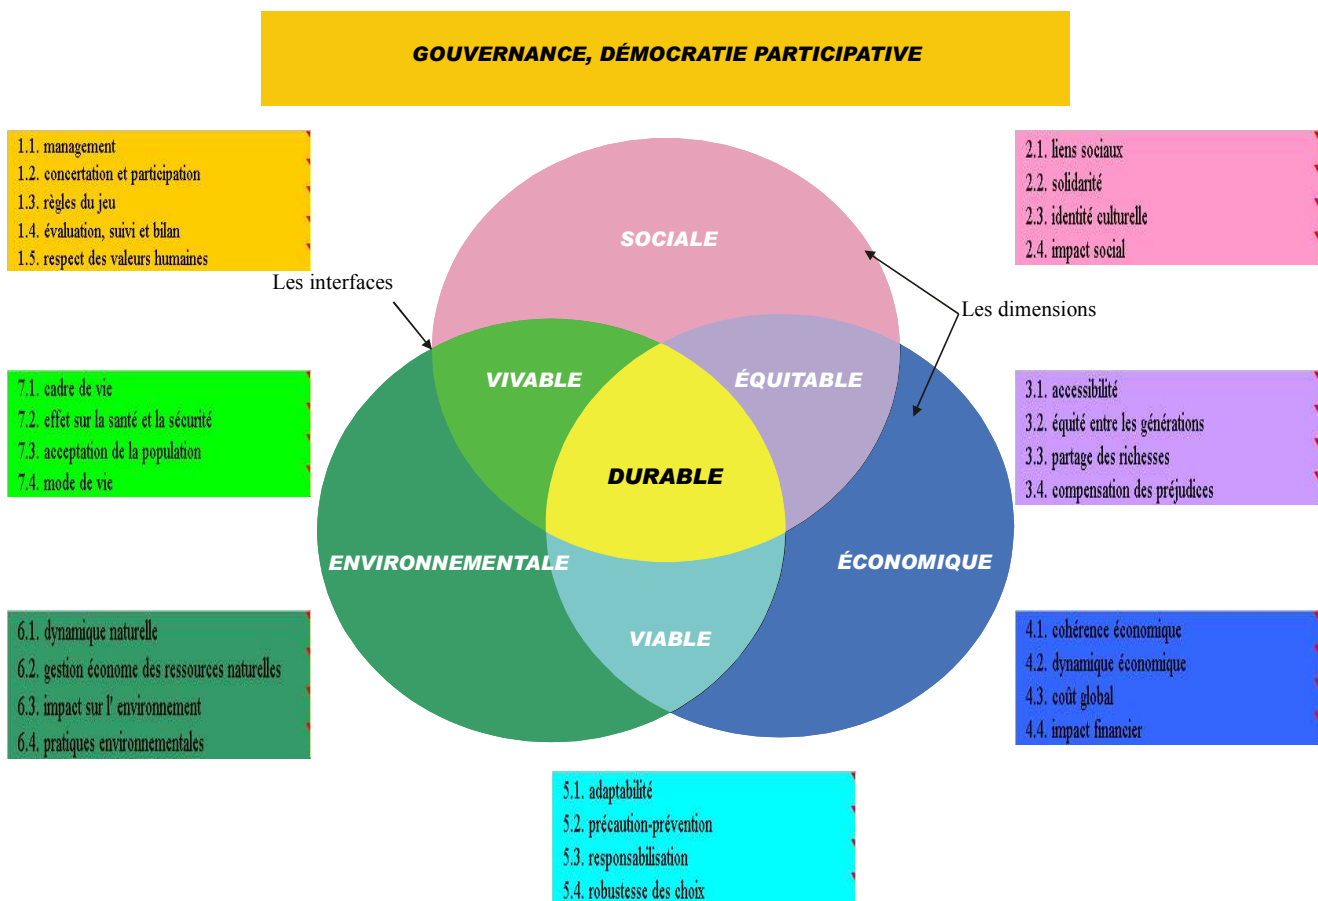 GOUVERNANCE, DÉMOCRATIE PARTICIPATIVE
1.1. management
1.2. concertation et participation
1.3. règles du jeu
1.4. évaluation, suivi et bilan
1.5. respect des valeurs humaines
2.1. liens sociaux
2.2. solidarité
2.3. identité culturelle
2.4. impact social
SOCIALE
Les interfaces
Les dimensions
VIVABLE
ÉQUITABLE
DURABLE
ENVIRONNEMENTALE
ÉCONOMIQUE
VIABLE
7.1. cadre de vie
7.2. effet sur la santé et la sécurité
7.3. acceptation de la population
7.4. mode de vie
3.1. accessibilité
3.2. équité entre les générations
3.3. partage des richesses
3.4. compensation des préjudices
6.1. dynamique naturelle
6.2. gestion économe des ressources naturelles
6.3. impact sur l' environnement
6.4. pratiques environnementales
4.1. cohérence économique
4.2. dynamique économique
4.3. coût global
4.4. impact financier
5.1. adaptabilité
5.2. précaution-prévention
5.3. responsabilisation
5.4. robustesse des choix